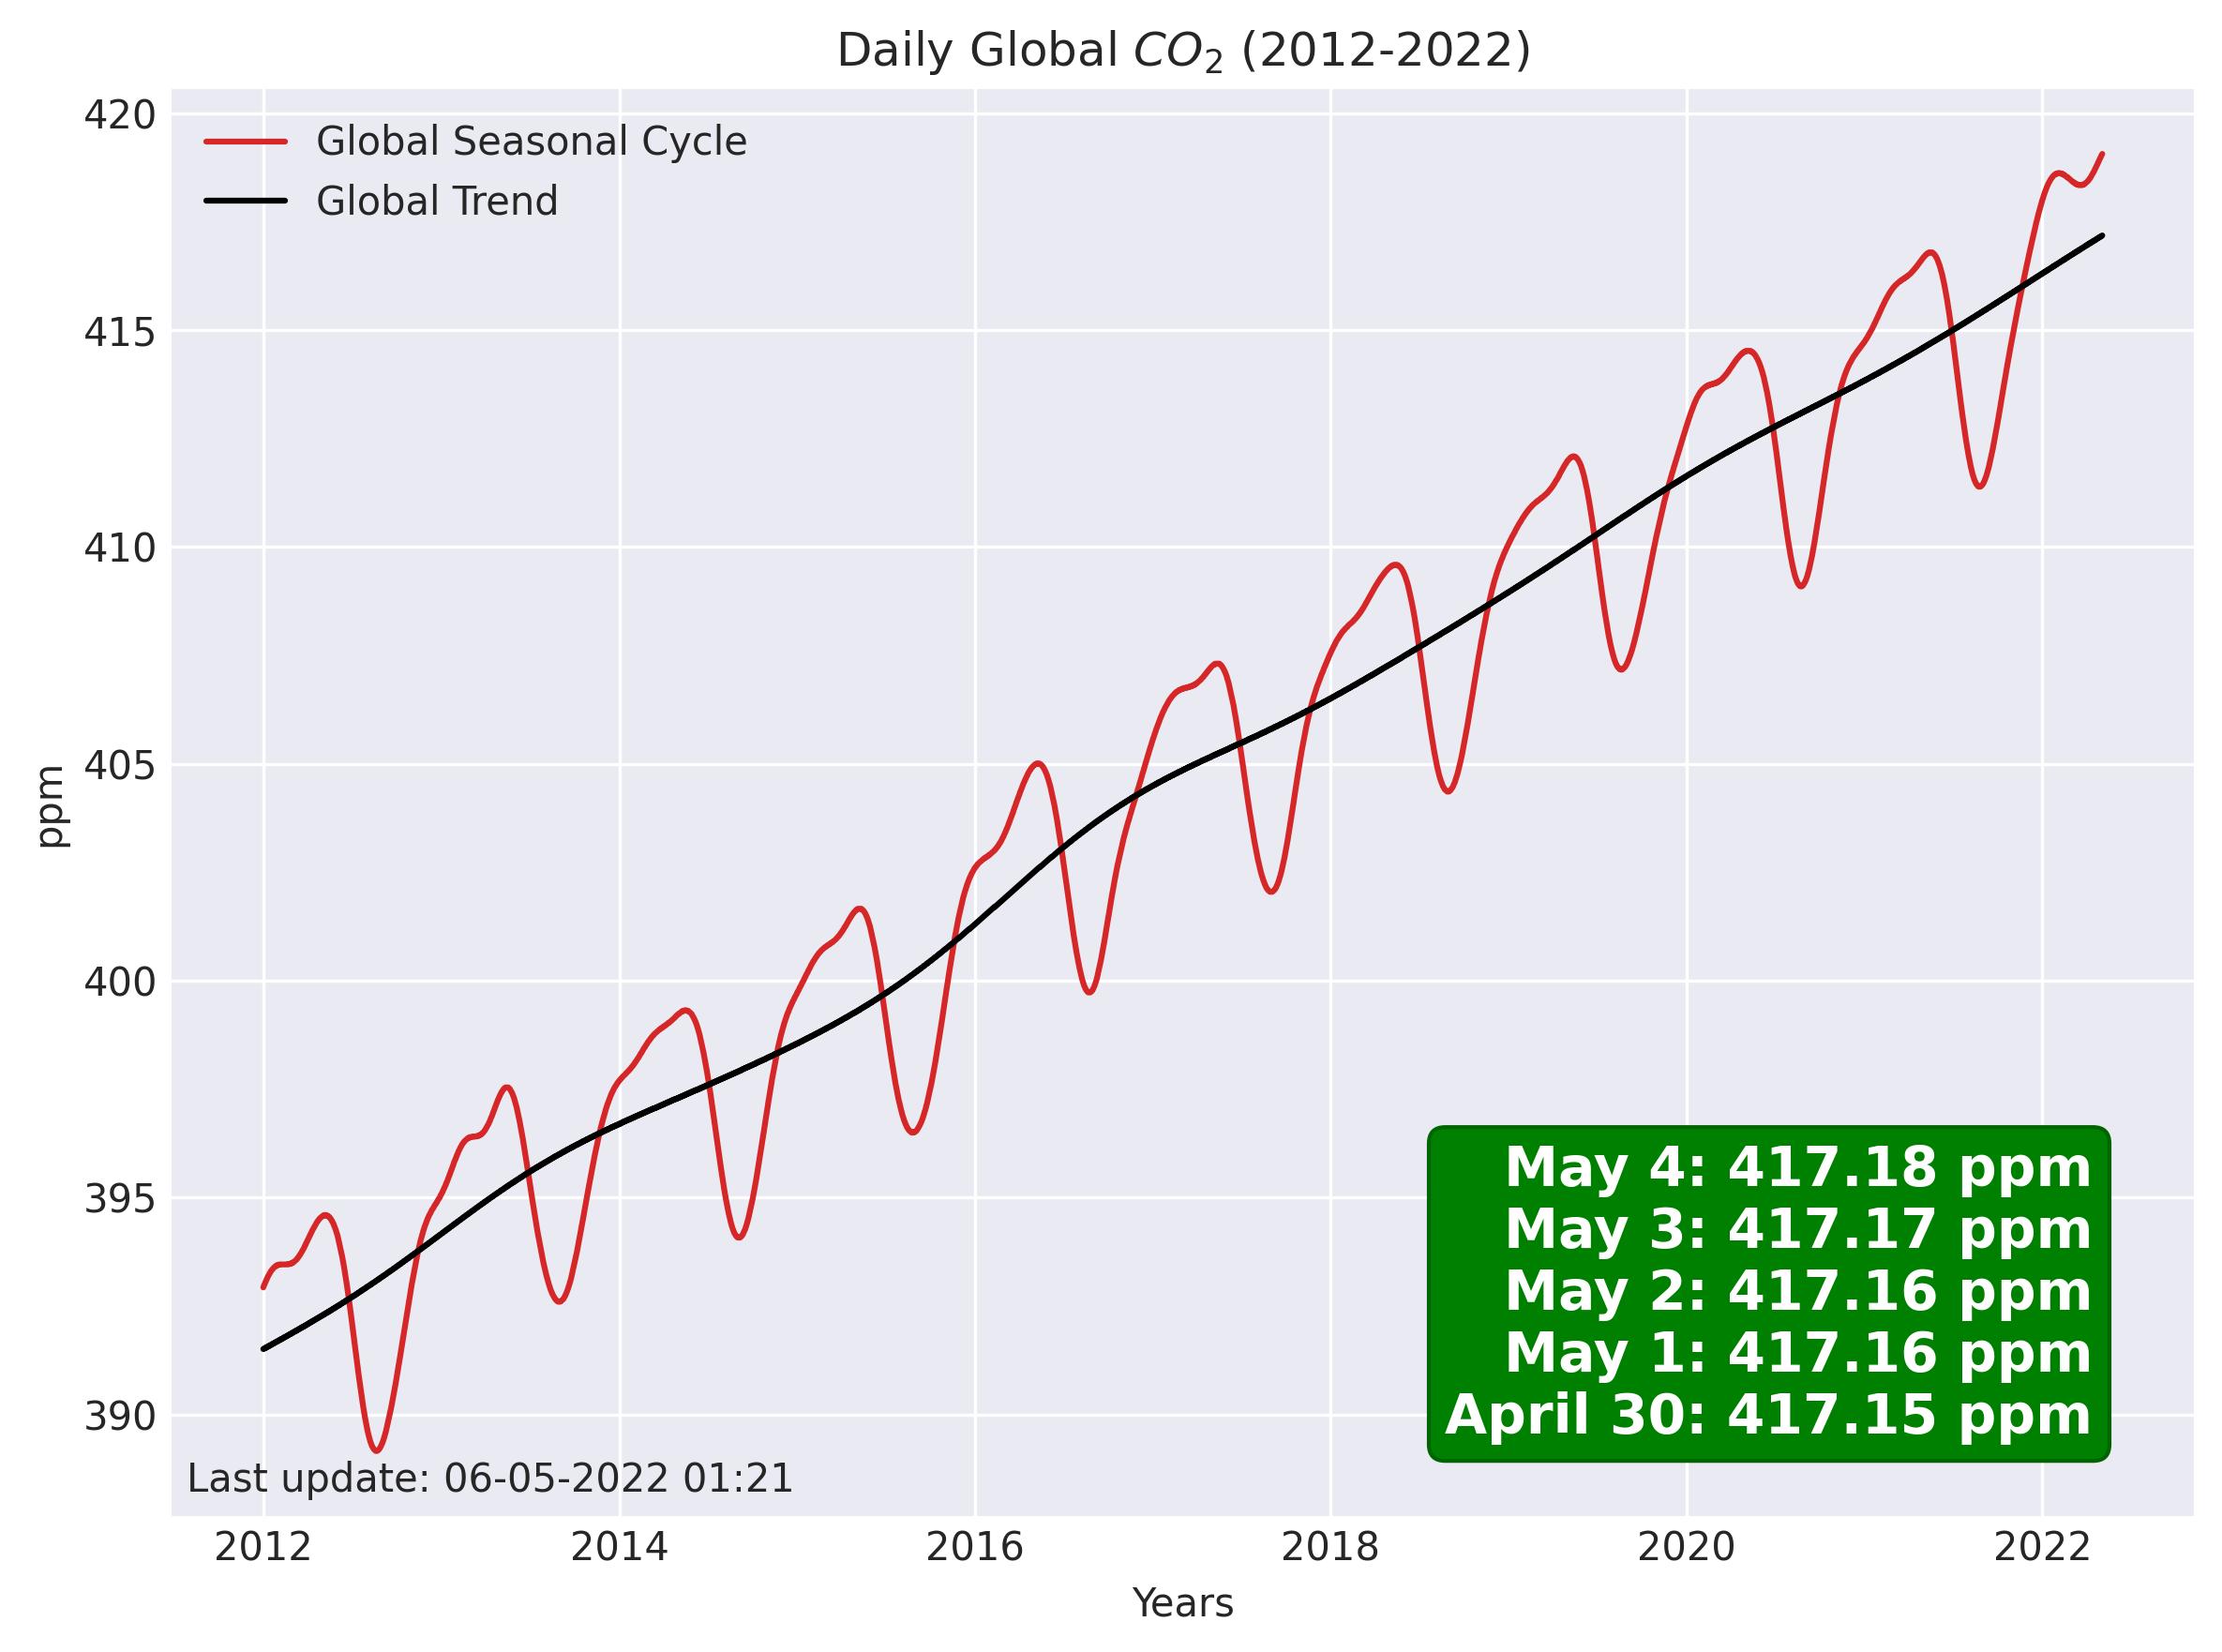 Daily Global CO₂ (2012-2022)
Global Seasonal Cycle
Global Trend
420
415
410
405
400
395
390
ppm
May 4: 417.18 ppm
May 3: 417.17 ppm
May 2: 417.16 ppm
May 1: 417.16 ppm
April 30: 417.15 ppm
Last update: 06-05-2022 01:21
2012 2014 2016 2018 2020 2022
Years